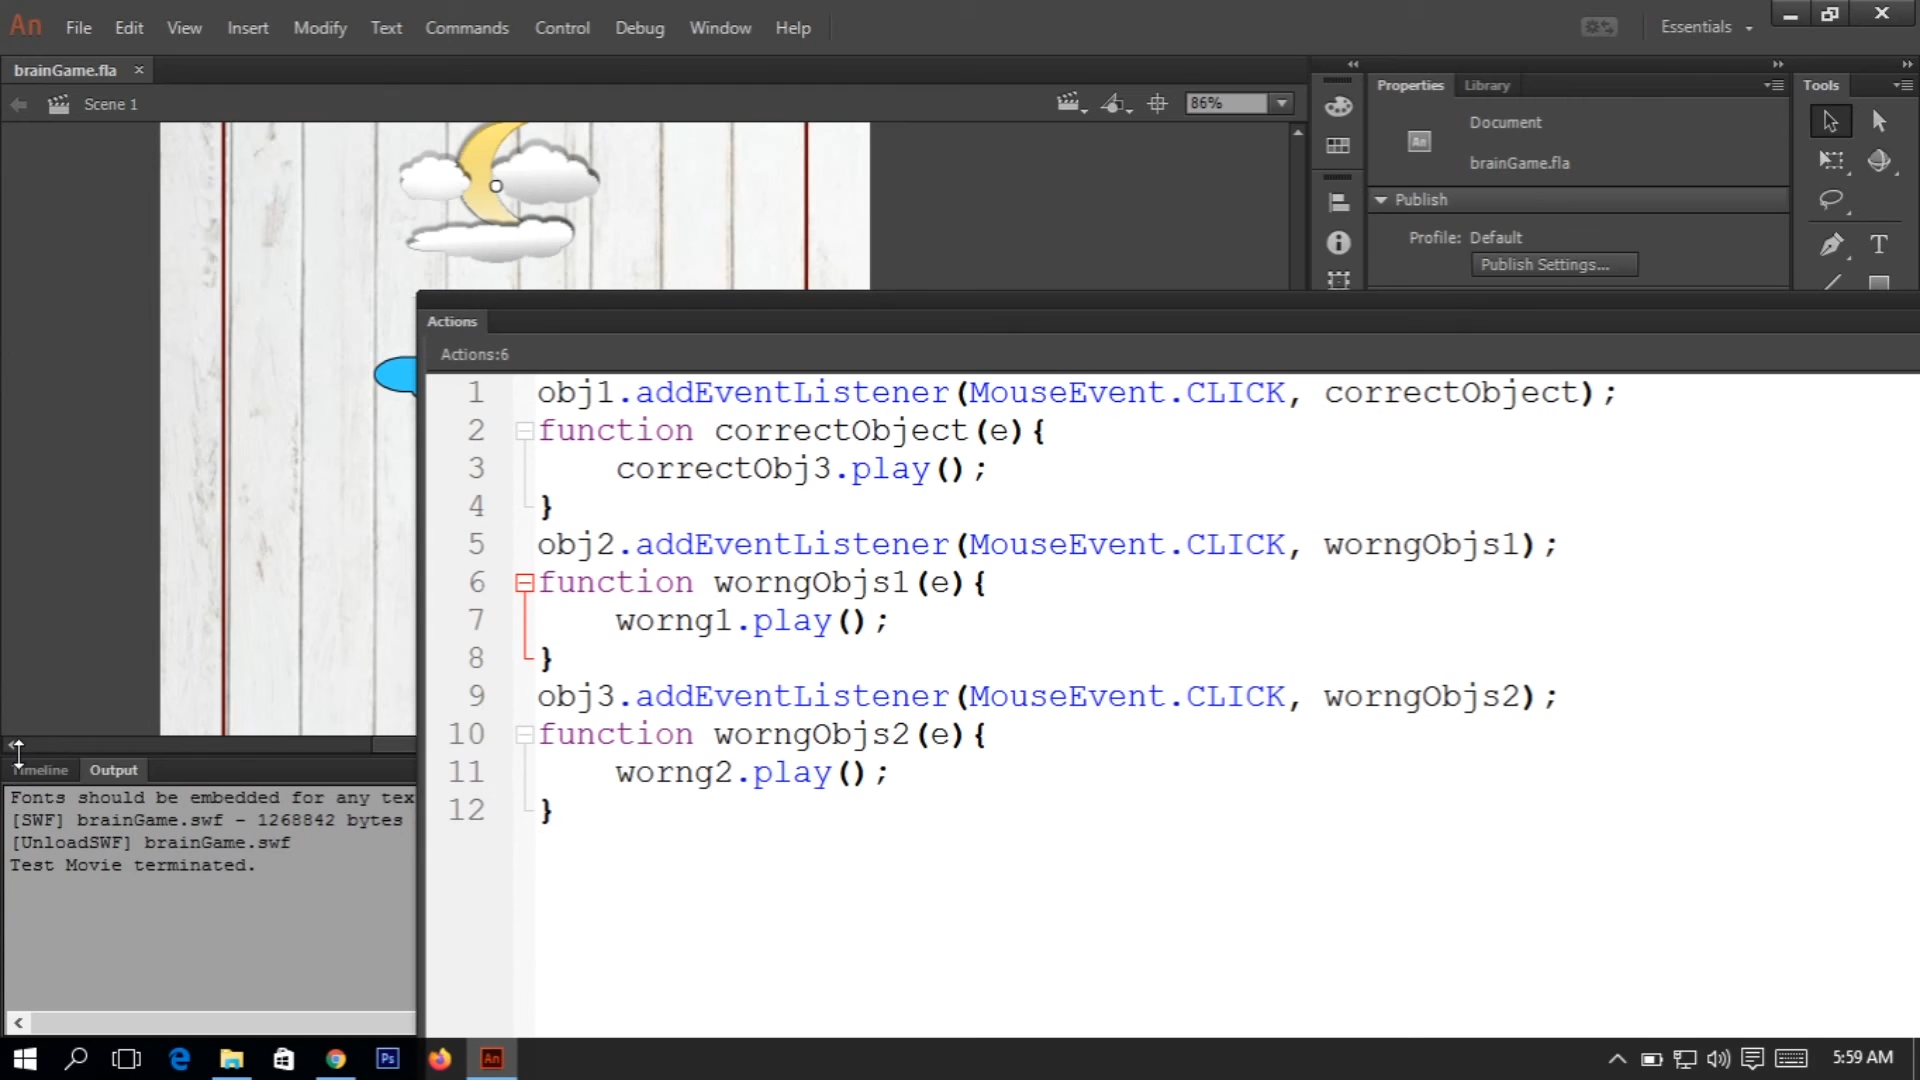 An File Edit View Insert Modify Text Commands Control Debug Window Help Essentials
brainGame.fla ×
Scene 1 86%
Properties Library
Tools
Document
An brainGame.fla
Publish
Profile: Default
Publish Settings...
T
Actions
Actions:6
1 obj1.addEventListener(MouseEvent.CLICK, correctObject);
2 function correctObject(e){
3 correctObj3.play();
4 }
5 obj2.addEventListener(MouseEvent.CLICK, worngObjs1);
6 function worngObjs1(e){
7 worng1.play();
8 }
9 obj3.addEventListener(MouseEvent.CLICK, worngObjs2);
10 function worngObjs2(e){
11 worng2.play();
12 }
Timeline Output
Fonts should be embedded for any tex
[SWF] brainGame.swf - 1268842 bytes
[UnloadSWF] brainGame.swf
Test Movie terminated.
Ps An 5:59 AM